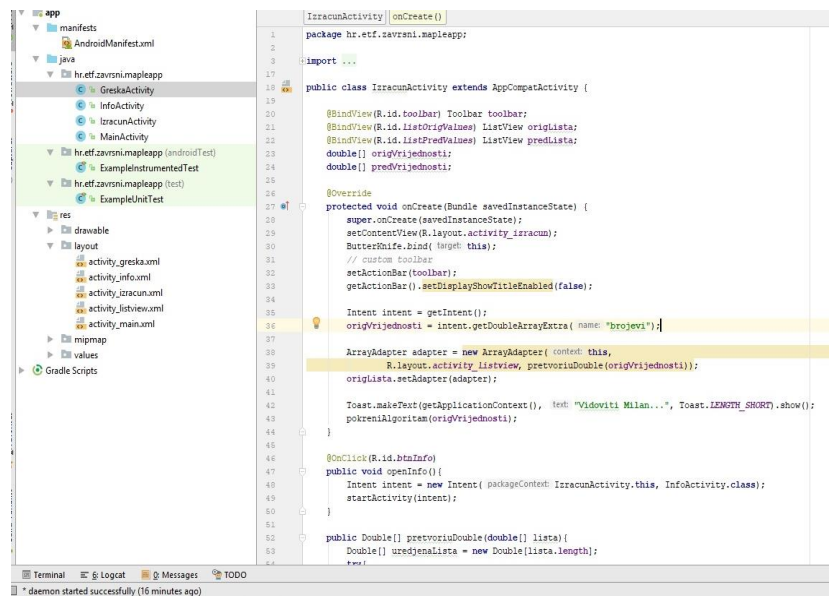 app
manifests
AndroidManifest.xml
java
hr.etf.zavrsni.mapleapp
GreskaActivity
InfoActivity
IzracunActivity
MainActivity
hr.etf.zavrsni.mapleapp (androidTest)
ExampleInstrumentedTest
hr.etf.zavrsni.mapleapp (test)
ExampleUnitTest
res
drawable
layout
activity_greska.xml
activity_info.xml
activity_izracun.xml
activity_listview.xml
activity_main.xml
mipmap
values
Gradle Scripts
IzracunActivity onCreate()
1 package hr.etf.zavrsni.mapleapp;
2
3 import ...
17
18 public class IzracunActivity extends AppCompatActivity {
19
20 @BindView(R.id.toolbar) Toolbar toolbar;
21 @BindView(R.id.listOrigValues) ListView origLista;
22 @BindView(R.id.listPredValues) ListView predLista;
23 double[] origVrijednosti;
24 double[] predVrijednosti;
25
26 @Override
27 protected void onCreate(Bundle savedInstanceState) {
28 super.onCreate(savedInstanceState);
29 setContentView(R.layout.activity_izracun);
30 ButterKnife.bind( target: this);
31 // custom toolbar
32 setActionBar(toolbar);
33 getActionBar().setDisplayShowTitleEnabled(false);
34
35 Intent intent = getIntent();
36 origVrijednosti = intent.getDoubleArrayExtra( name: "brojevi");
37
38 ArrayAdapter adapter = new ArrayAdapter( context: this,
39 R.layout.activity_listview, pretvoriuDouble(origVrijednosti));
40 origLista.setAdapter(adapter);
41
42 Toast.makeText(getApplicationContext(), text: "Vidoviti Milan...", Toast.LENGTH_SHORT).show();
43 pokreniAlgoritam(origVrijednosti);
44 }
45
46 @OnClick(R.id.btnInfo)
47 public void openInfo(){
48 Intent intent = new Intent( packageContext: IzracunActivity.this, InfoActivity.class);
49 startActivity(intent);
50 }
51
52 public Double[] pretvoriuDouble(double[] lista){
53 Double[] uredjenaLista = new Double[lista.length];
54 try{
Terminal 6: Logcat 0: Messages TODO
* daemon started successfully (16 minutes ago)